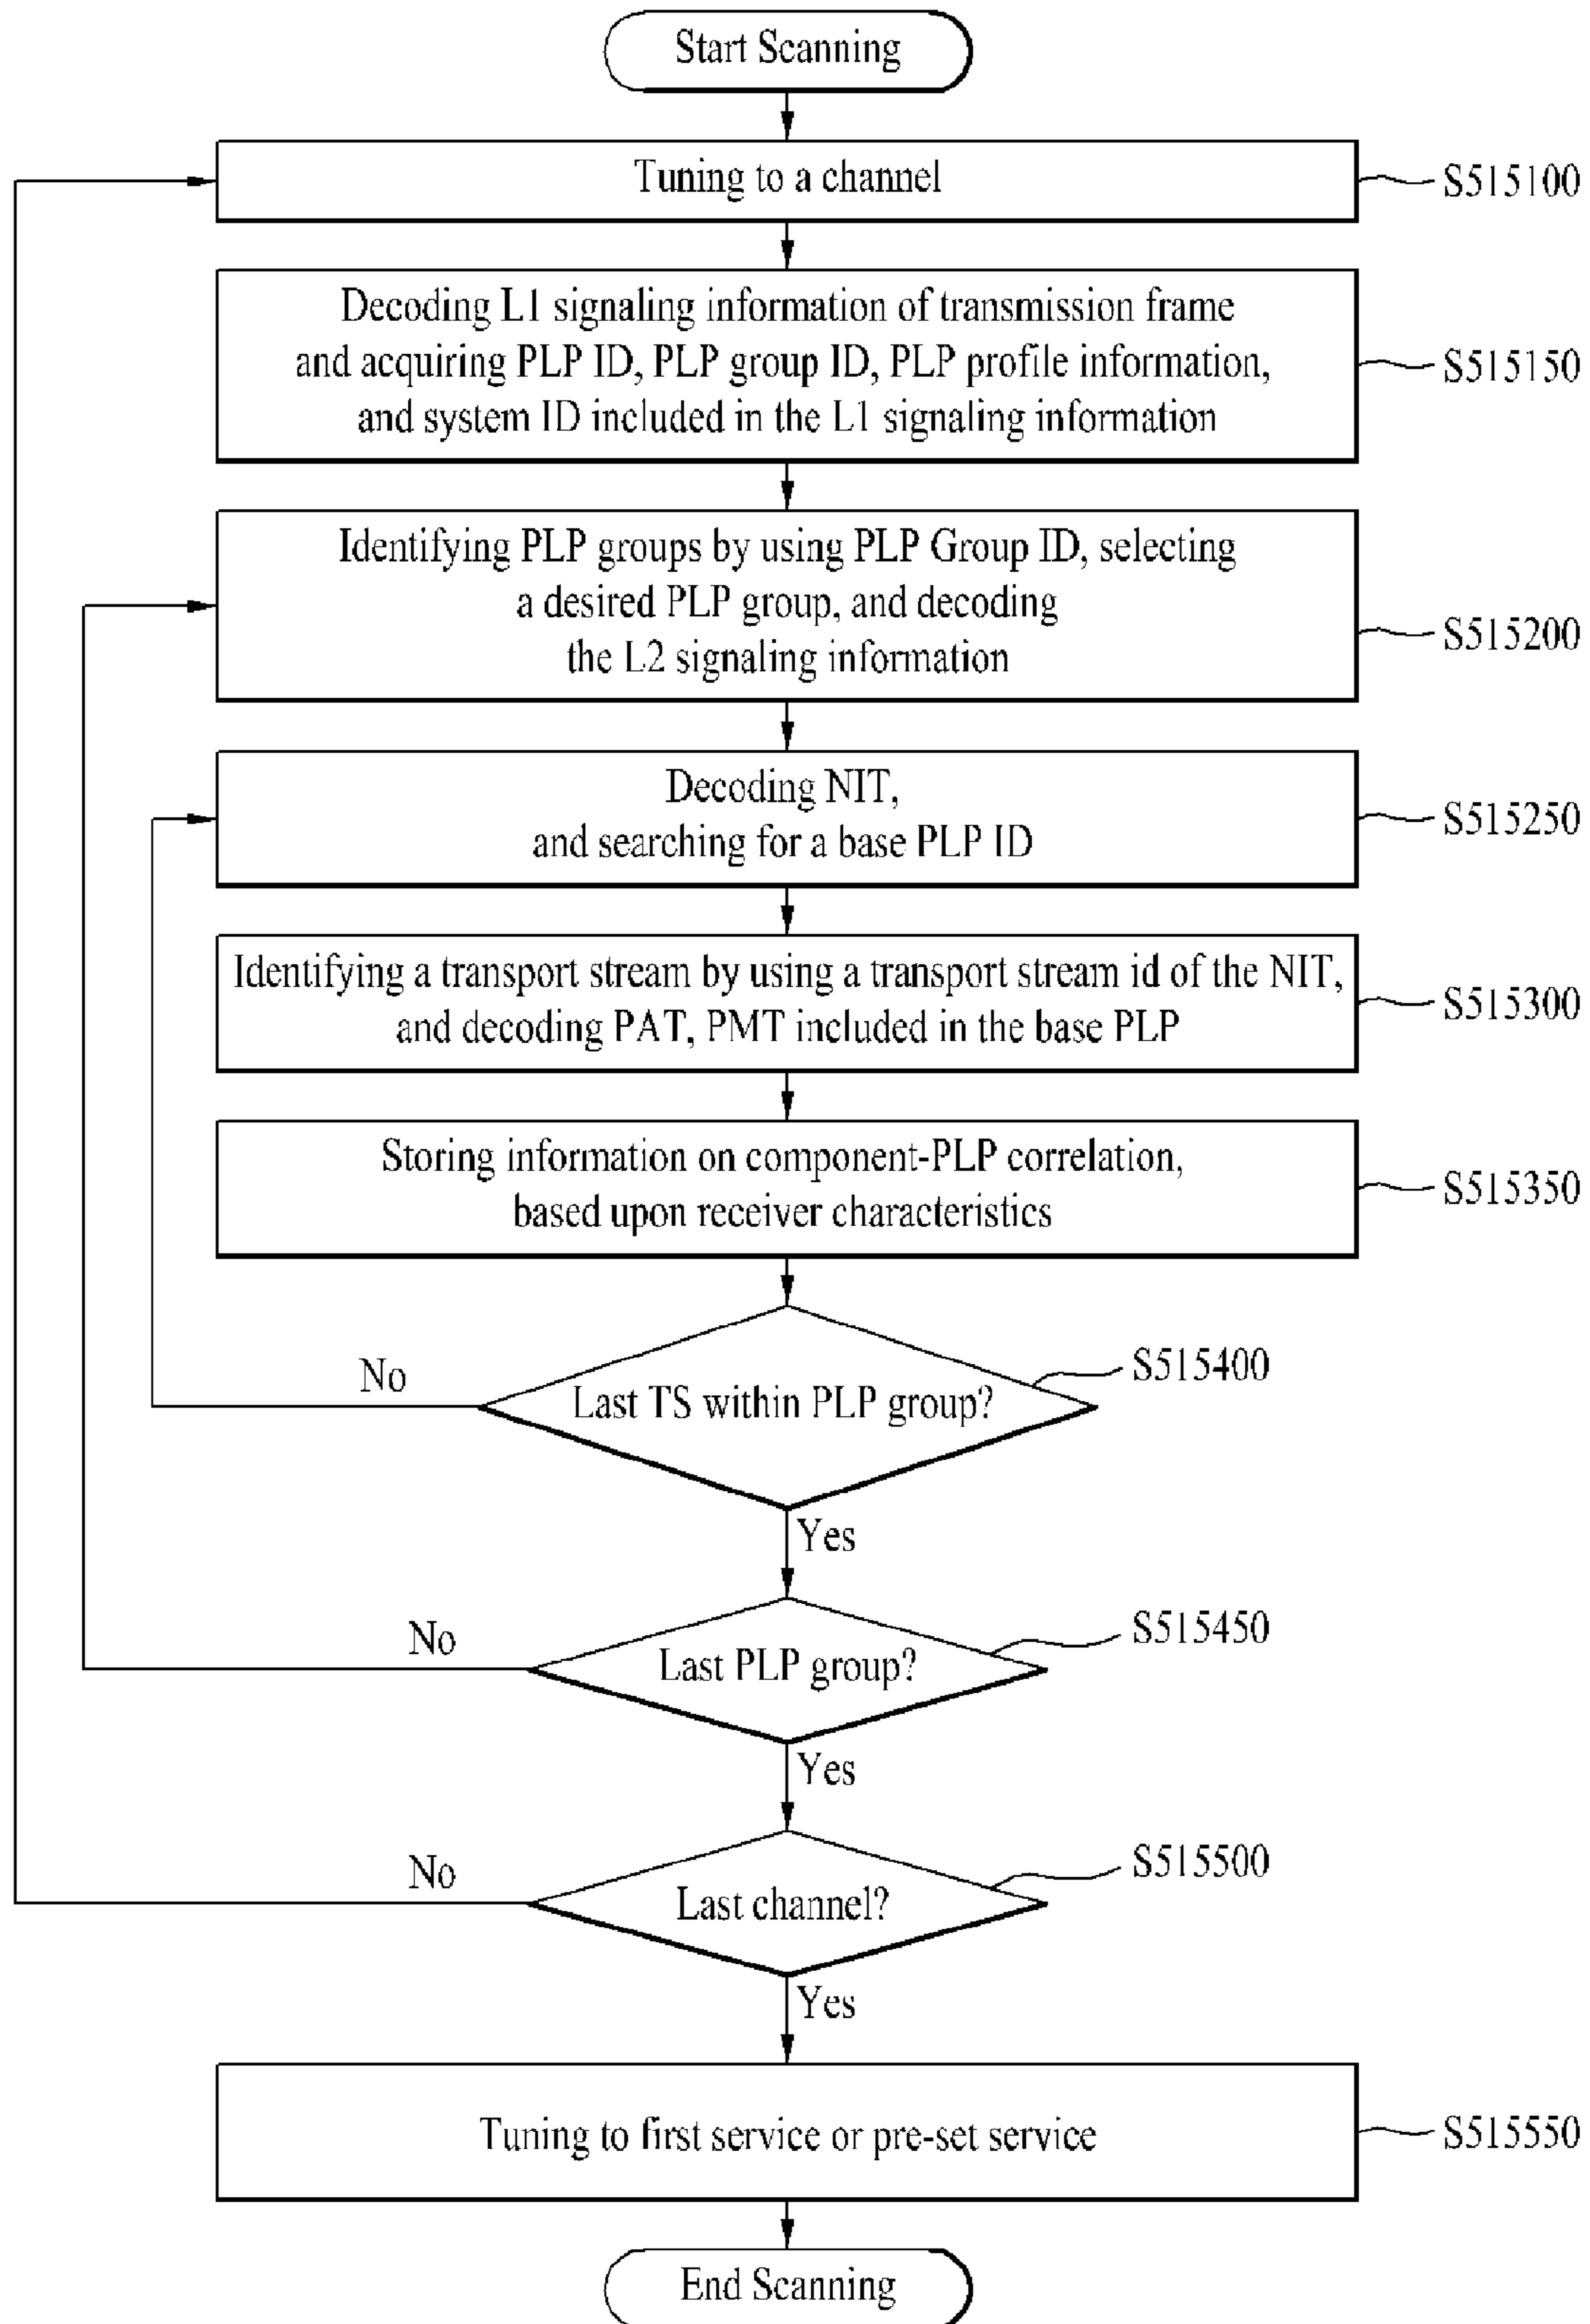 Start Scanning
Tuning to a channel
S515100
Decoding L1 signaling information of transmission frame
and acquiring PLP ID, PLP group ID, PLP profile information,
and system ID included in the L1 signaling information
S515150
Identifying PLP groups by using PLP Group ID, selecting
a desired PLP group, and decoding
the L2 signaling information
S515200
Decoding NIT,
and searching for a base PLP ID
S515250
Identifying a transport stream by using a transport stream id of the NIT,
and decoding PAT, PMT included in the base PLP
S515300
Storing information on component-PLP correlation,
based upon receiver characteristics
S515350
Last TS within PLP group?
S515400
No
Yes
Last PLP group?
S515450
No
Yes
Last channel?
S515500
No
Yes
Tuning to first service or pre-set service
S515550
End Scanning